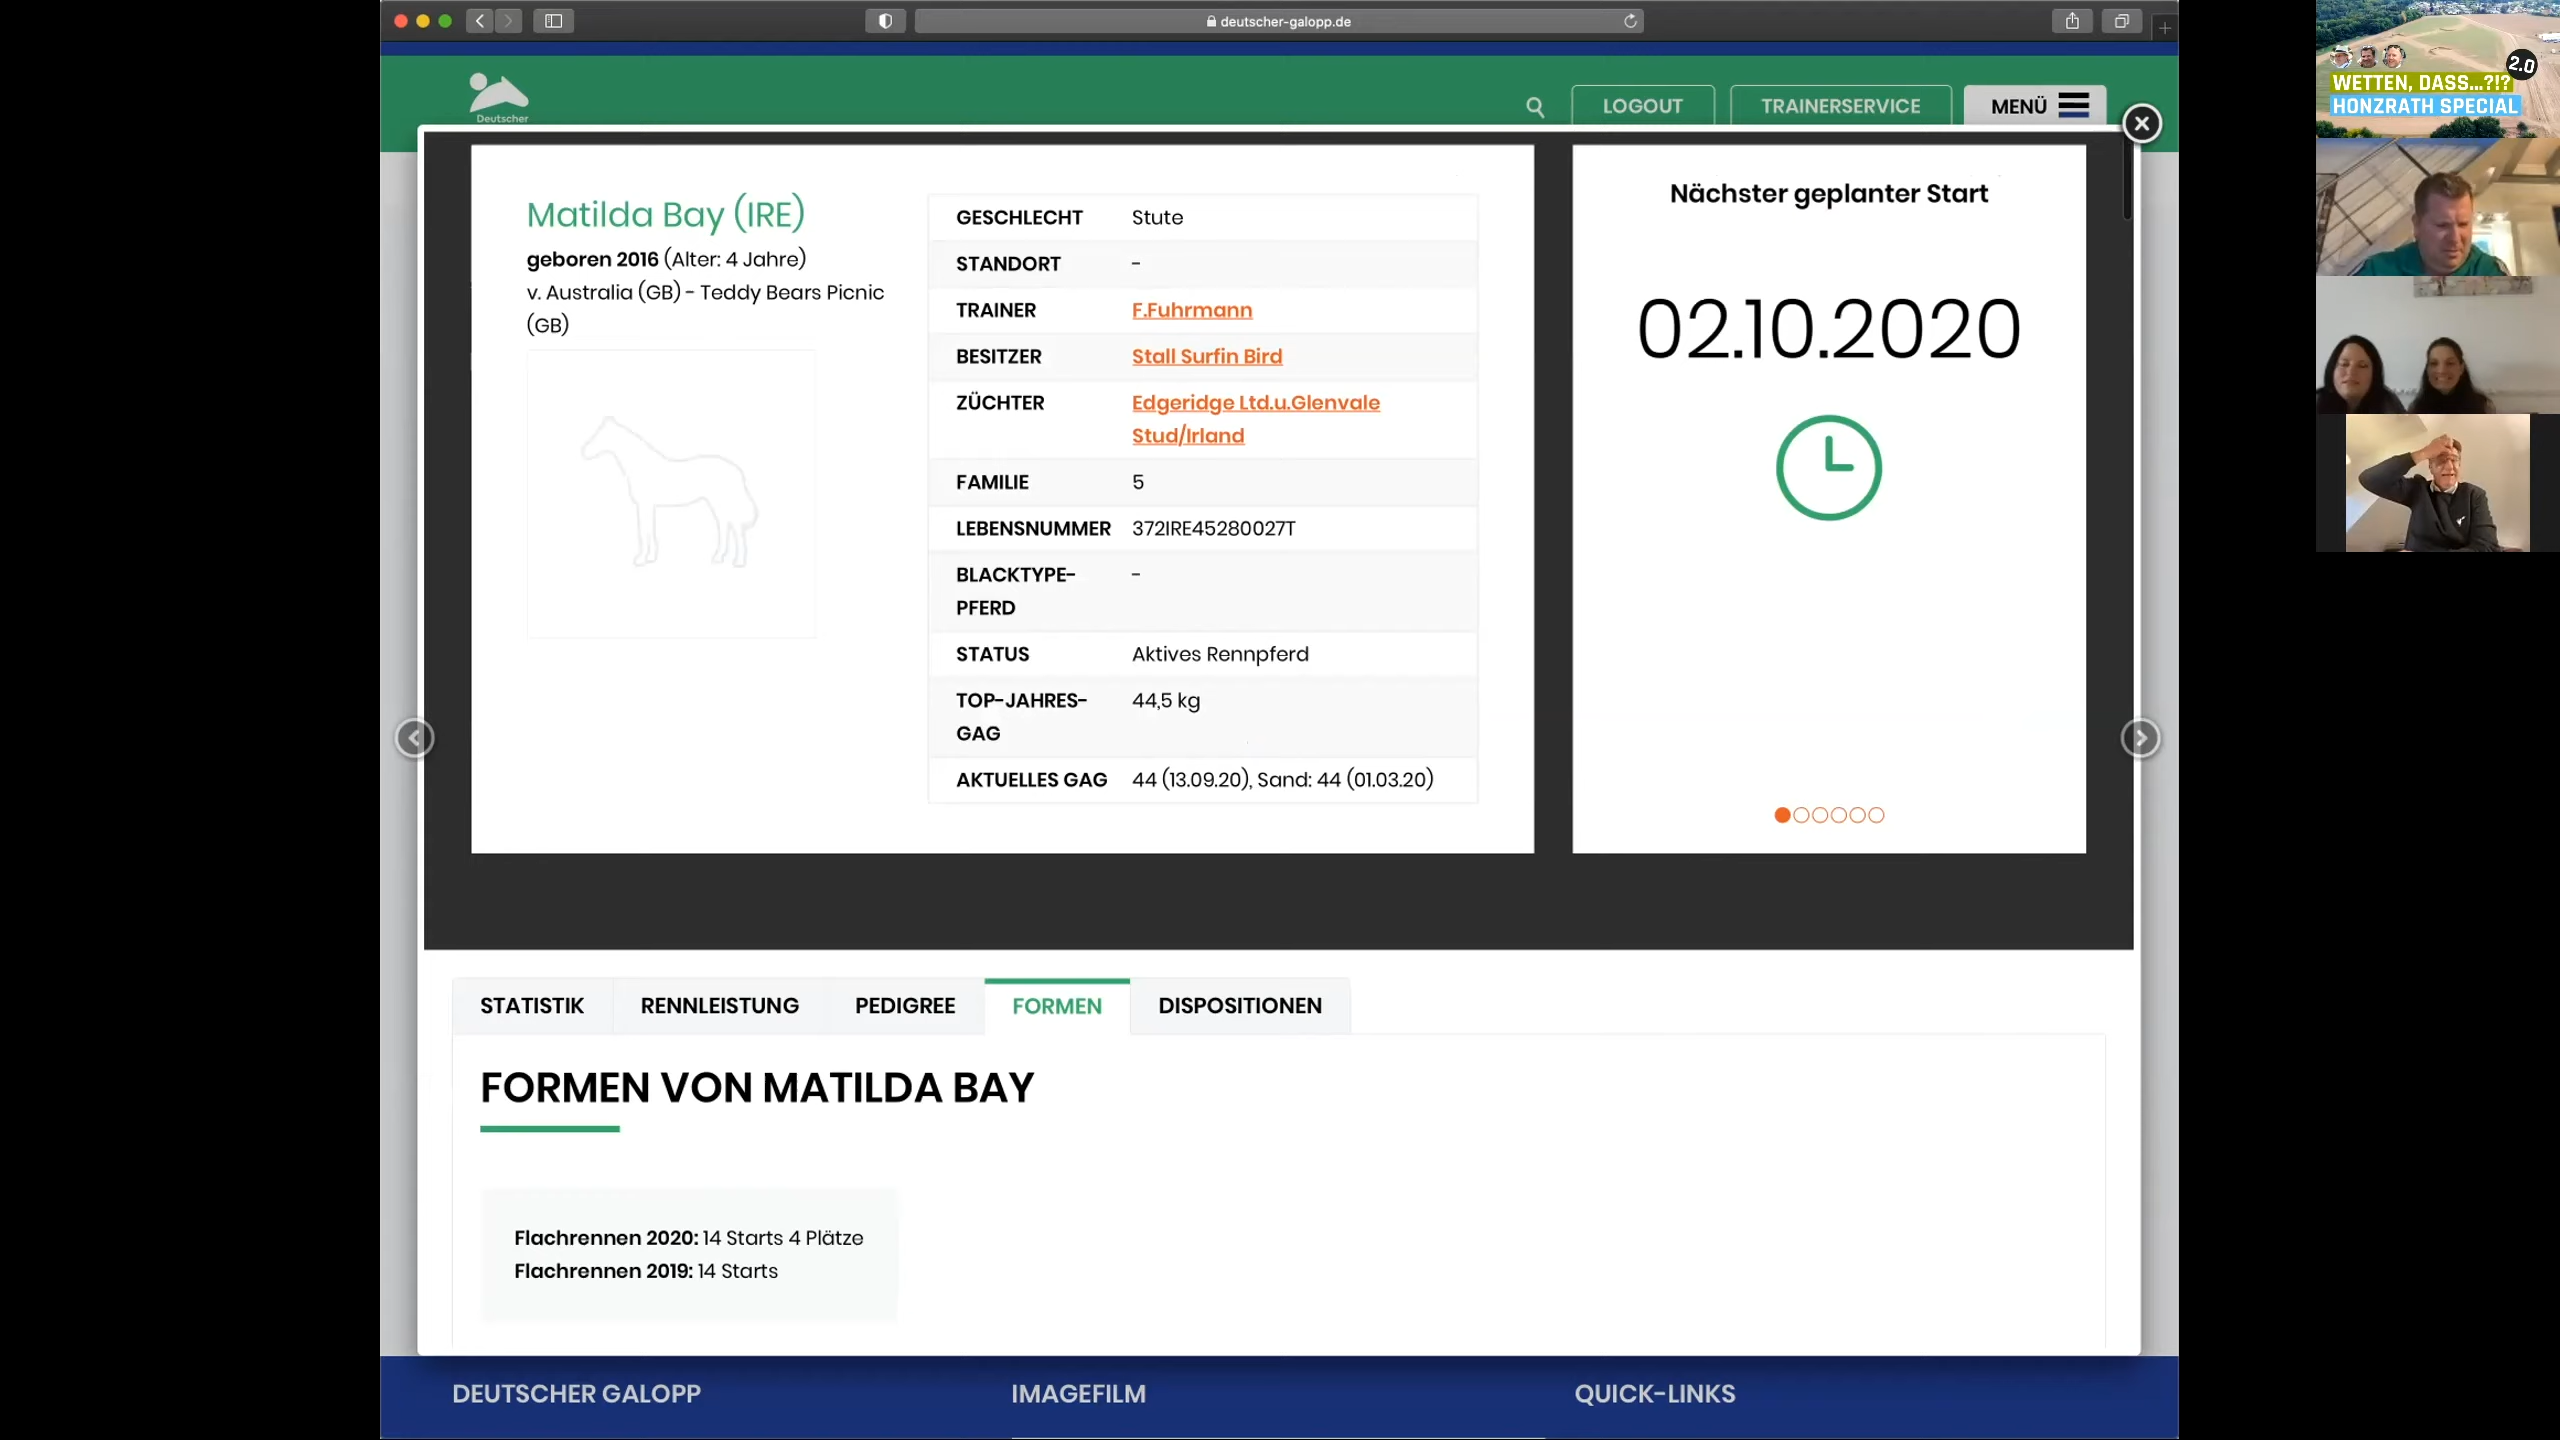 deutscher-galopp.de
Deutscher
LOGOUT
TRAINERSERVICE
MENÜ
Matilda Bay (IRE)
geboren 2016 (Alter: 4 Jahre)
v. Australia (GB) - Teddy Bears Picnic
(GB)
GESCHLECHT Stute
STANDORT -
TRAINER F.Fuhrmann
BESITZER Stall Surfin Bird
ZÜCHTER Edgeridge Ltd.u.Glenvale
Stud/Irland
FAMILIE 5
LEBENSNUMMER 372IRE45280027T
BLACKTYPE- -
PFERD
STATUS Aktives Rennpferd
TOP-JAHRES- 44,5 kg
GAG
AKTUELLES GAG 44 (13.09.20), Sand: 44 (01.03.20)
Nächster geplanter Start
02.10.2020
STATISTIK
RENNLEISTUNG
PEDIGREE
FORMEN
DISPOSITIONEN
FORMEN VON MATILDA BAY
Flachrennen 2020: 14 Starts 4 Plätze
Flachrennen 2019: 14 Starts
DEUTSCHER GALOPP
IMAGEFILM
QUICK-LINKS
2.0
WETTEN, DASS...?!?
HONZRATH SPECIAL